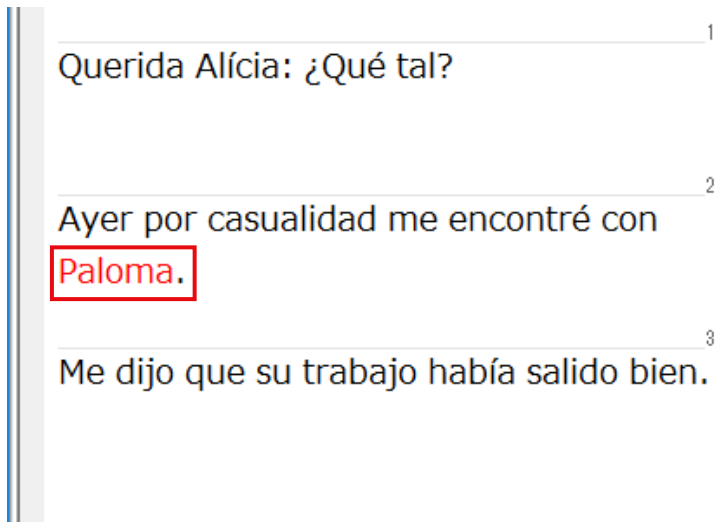 1
Querida Alícia: ¿Qué tal?
2
Ayer por casualidad me encontré con
Paloma.
3
Me dijo que su trabajo había salido bien.